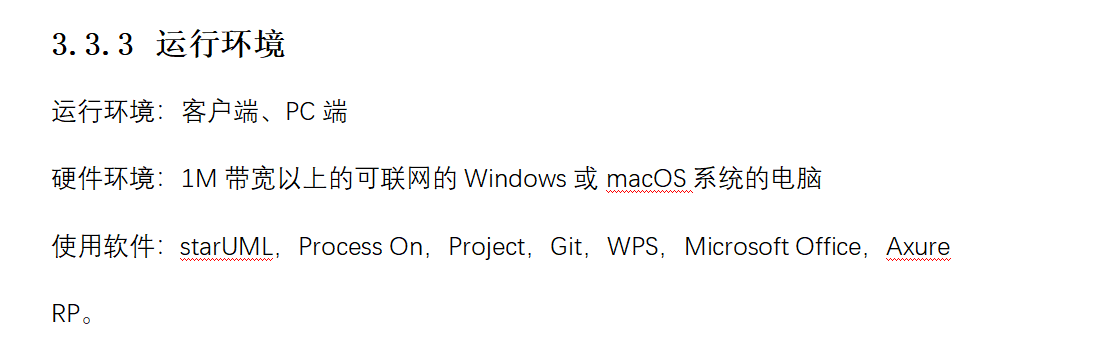 3.3.3 运行环境
运行环境：客户端、PC 端
硬件环境：1M 带宽以上的可联网的 Windows 或 macOS 系统的电脑
使用软件：starUML，Process On，Project，Git，WPS，Microsoft Office，Axure
RP。